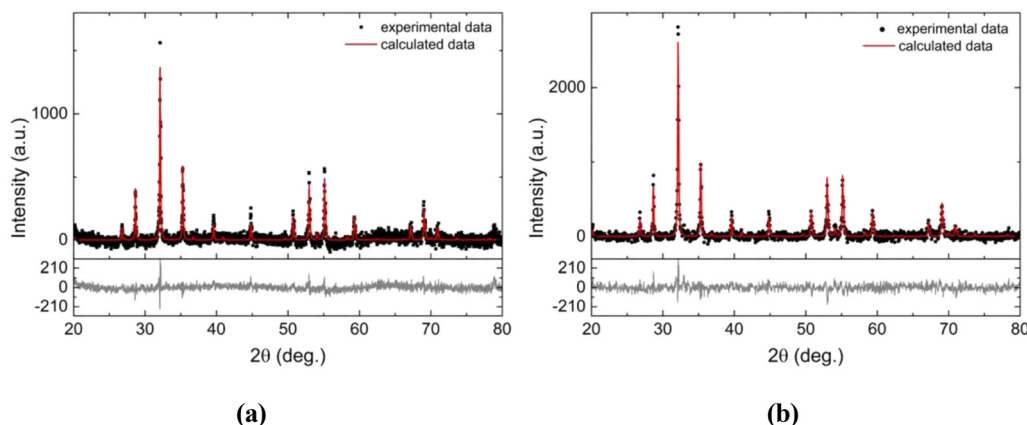 experimental data
calculated data
1000
0
Intensity (a.u.)
210
0
-210
20 30 40 50 60 70 80
2θ (deg.)
(a)
experimental data
calculated data
2000
0
Intensity (a.u.)
210
0
-210
20 30 40 50 60 70 80
2θ (deg.)
(b)